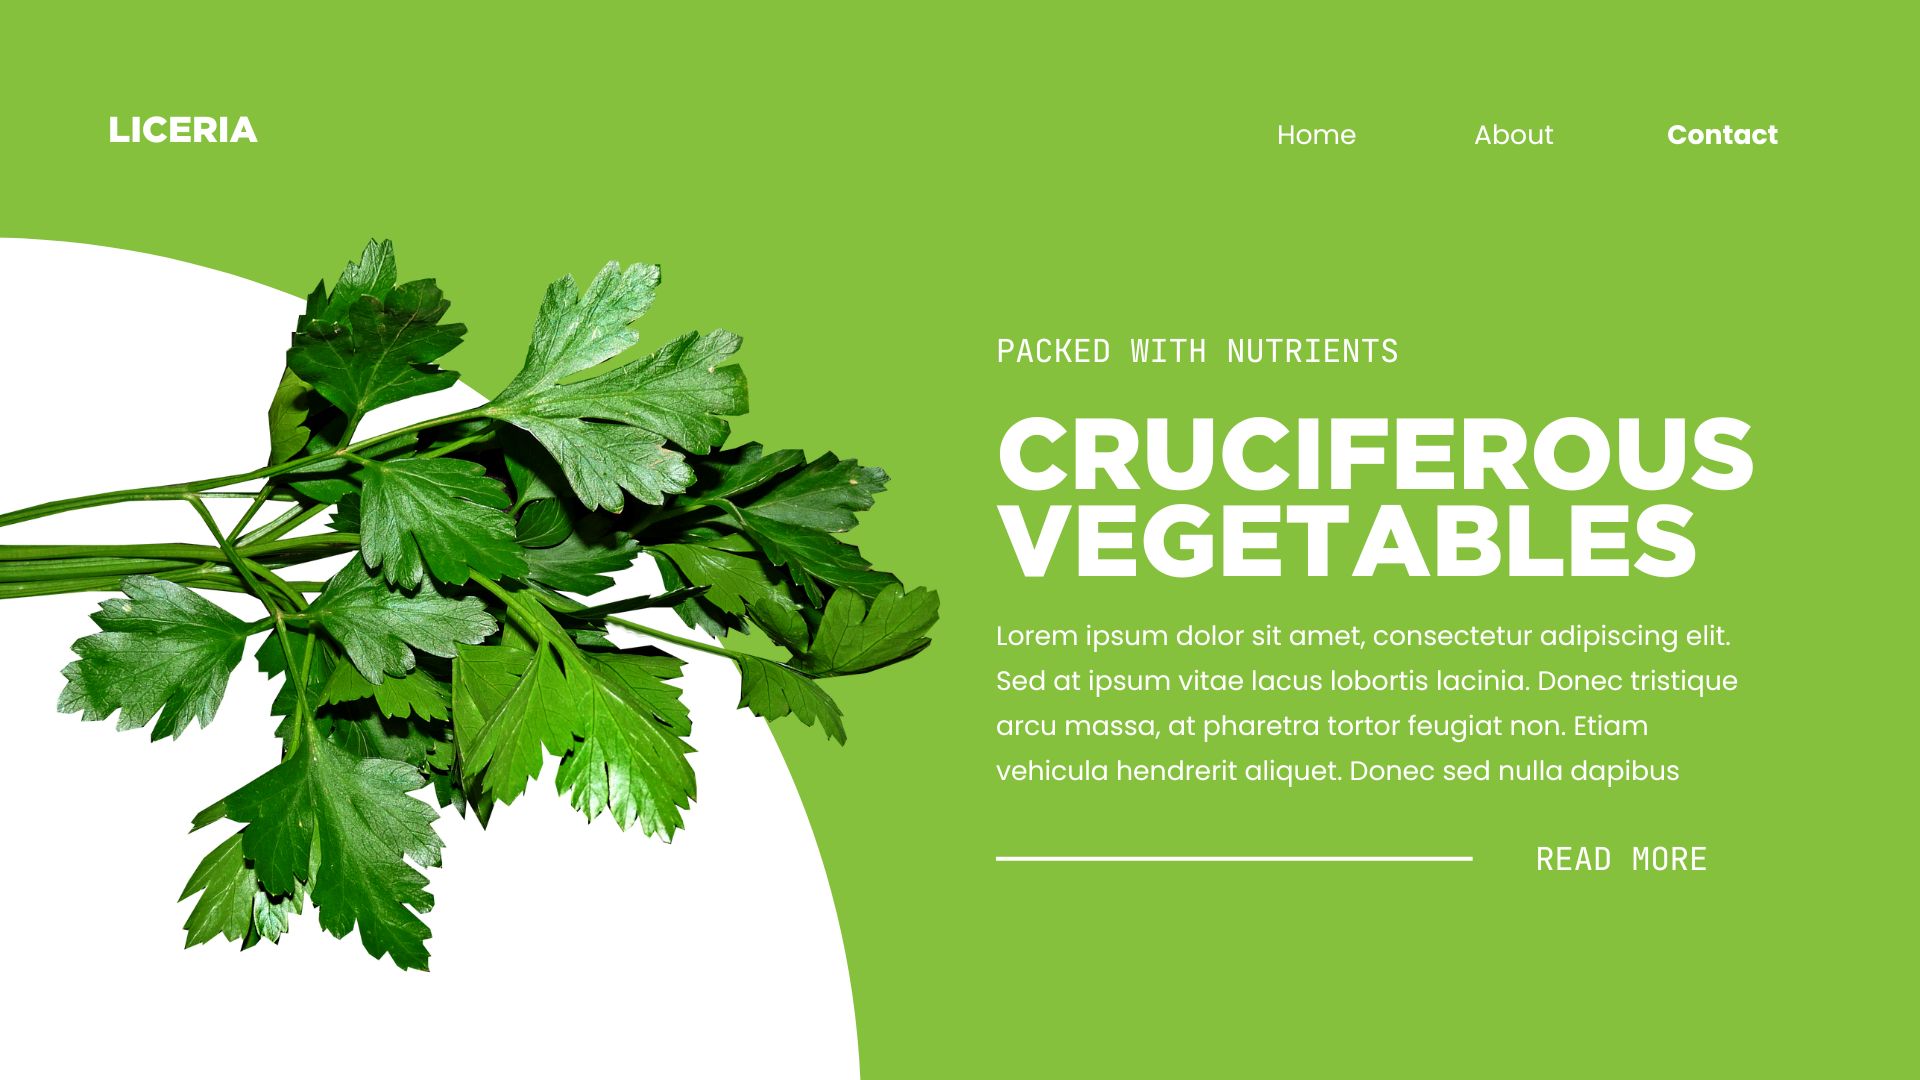 LICERIA
Home About Contact
PACKED WITH NUTRIENTS
CRUCIFEROUS
VEGETABLES
Lorem ipsum dolor sit amet, consectetur adipiscing elit.
Sed at ipsum vitae lacus lobortis lacinia. Donec tristique
arcu massa, at pharetra tortor feugiat non. Etiam
vehicula hendrerit aliquet. Donec sed nulla dapibus
READ MORE